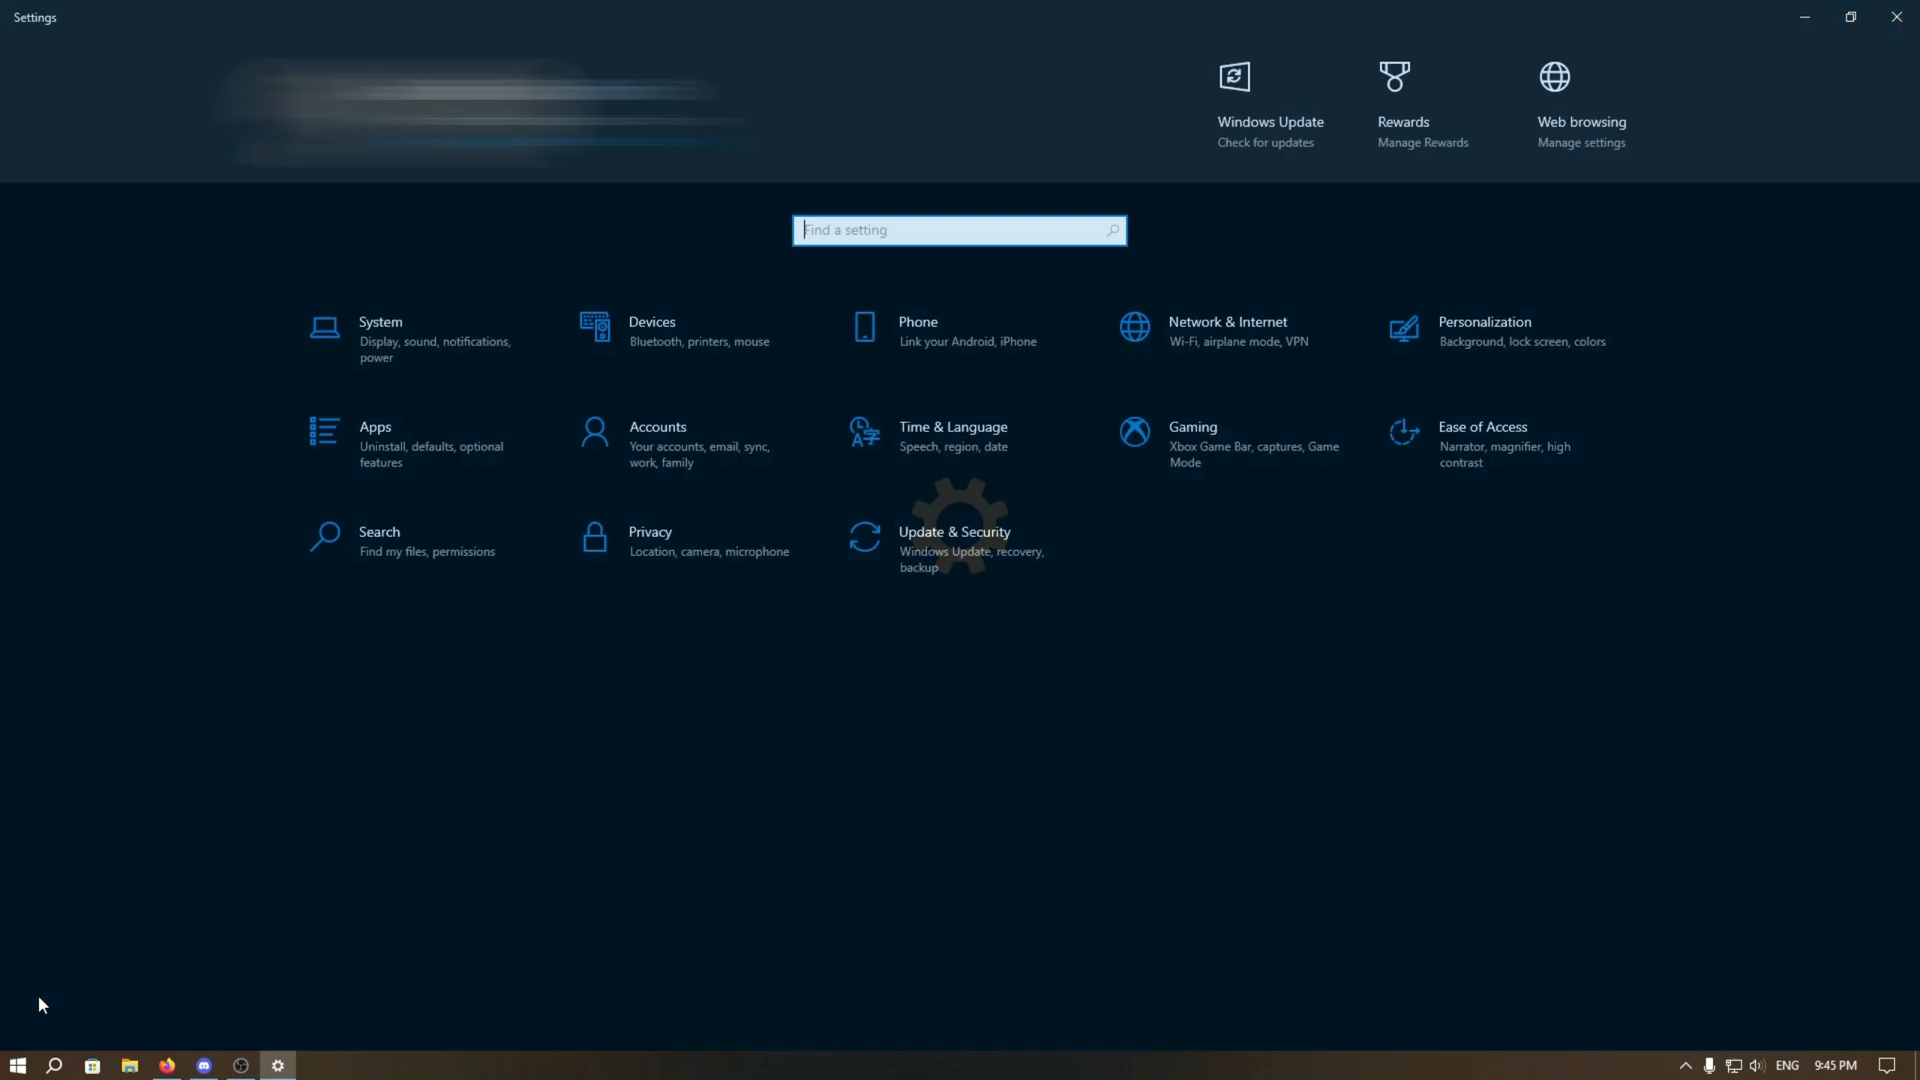 Settings
Windows Update
Check for updates
Rewards
Manage Rewards
Web browsing
Manage settings
Find a setting
System
Display, sound, notifications,
power
Devices
Bluetooth, printers, mouse
Phone
Link your Android, iPhone
Network & Internet
Wi-Fi, airplane mode, VPN
Personalization
Background, lock screen, colors
Apps
Uninstall, defaults, optional
features
Accounts
Your accounts, email, sync,
work, family
Time & Language
Speech, region, date
Gaming
Xbox Game Bar, captures, Game
Mode
Ease of Access
Narrator, magnifier, high
contrast
Search
Find my files, permissions
Privacy
Location, camera, microphone
Update & Security
Windows Update, recovery,
backup
ENG
9:45 PM